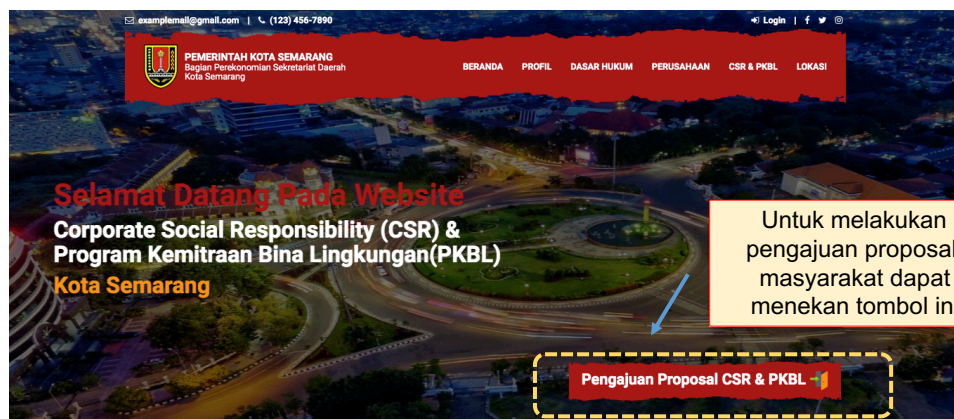 examplemail@gmail.com | (123) 456-7890
Login |
PEMERINTAH KOTA SEMARANG
Bagian Perekonomian Sekretariat Daerah
Kota Semarang
BERANDA PROFIL DASAR HUKUM PERUSAHAAN CSR & PKBL LOKASI
Selamat Datang Pada Website
Corporate Social Responsibility (CSR) &
Program Kemitraan Bina Lingkungan(PKBL)
Kota Semarang
Untuk melakukan
pengajuan proposal
masyarakat dapat
menekan tombol in
Pengajuan Proposal CSR & PKBL